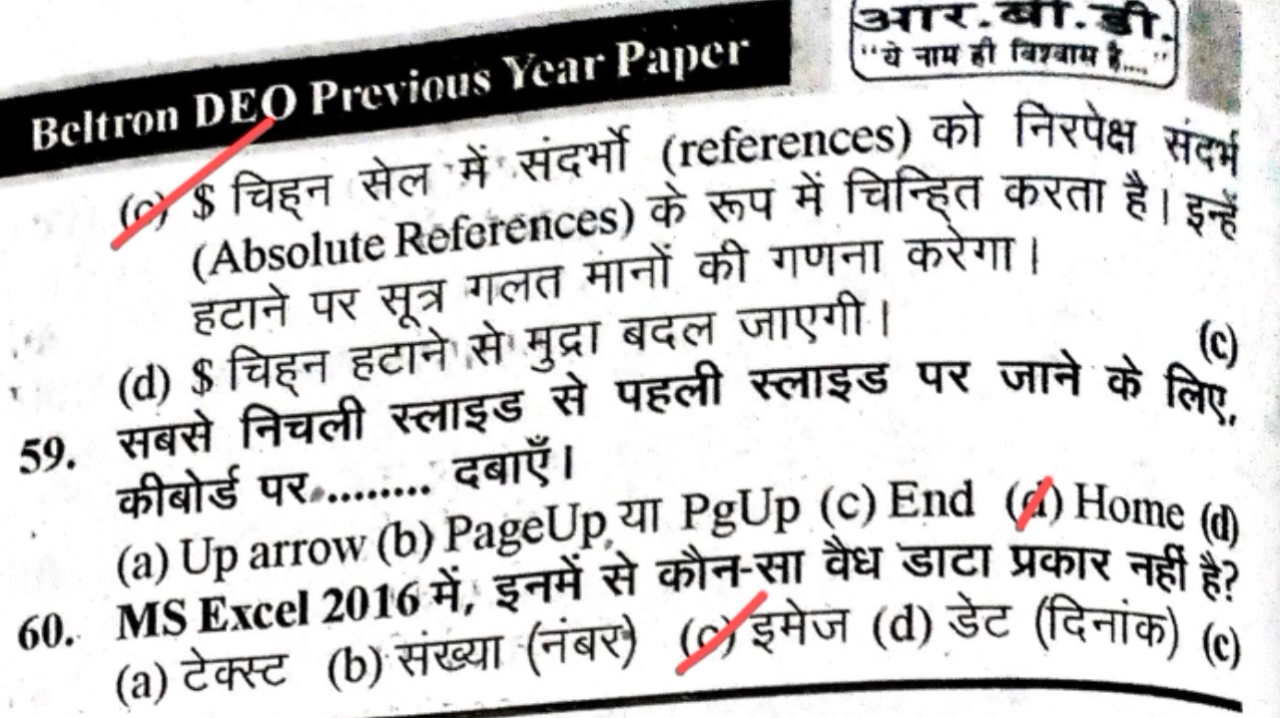 आर.बी.डी.
"ये नाम ही विश्वास है...."
Beltron DEO Previous Year Paper
(c) $ चिह्न सेल में संदर्भो (references) को निरपेक्ष संदर्भ
(Absolute References) के रूप में चिन्हित करता है। इन्हें
हटाने पर सूत्र गलत मानों की गणना करेगा।
(d) $ चिह्न हटाने से मुद्रा बदल जाएगी। (c)
59. सबसे निचली स्लाइड से पहली स्लाइड पर जाने के लिए,
कीबोर्ड पर......... दबाएँ।
(a) Up arrow (b) PageUp या PgUp (c) End (d) Home (d)
60. MS Excel 2016 में, इनमें से कौन-सा वैध डाटा प्रकार नहीं है?
(a) टेक्स्ट (b) संख्या (नंबर) (c) इमेज (d) डेट (दिनांक) (c)